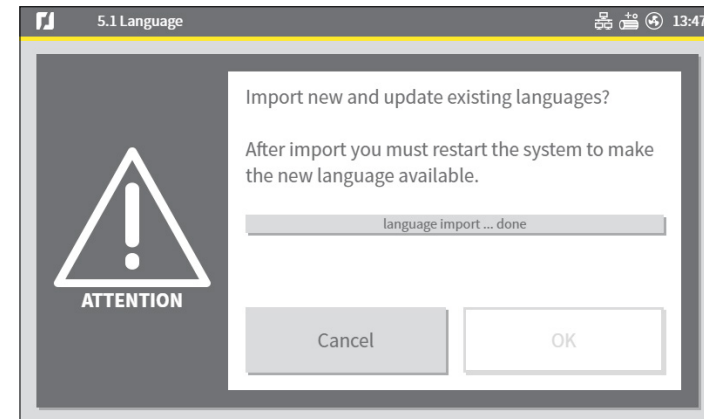 5.1 Language
13:47
Import new and update existing languages?
After import you must restart the system to make
the new language available.
language import ... done
ATTENTION
Cancel
OK